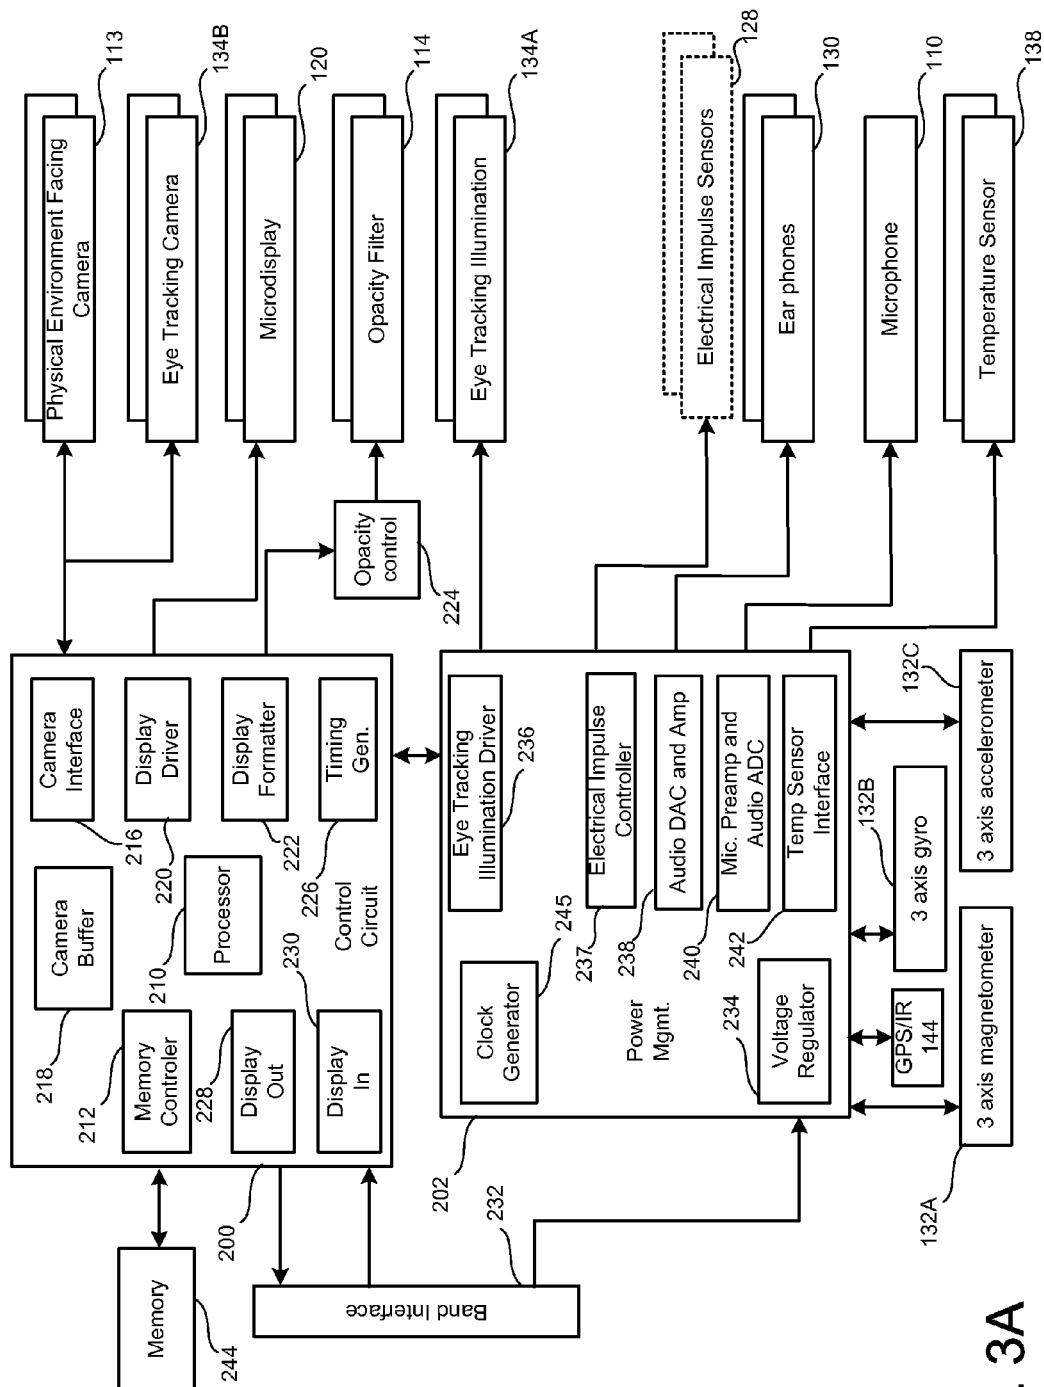 Physical Environment Facing
Camera
113
Eye Tracking Camera
134B
Microdisplay
120
Opacity Filter
114
Eye Tracking Illumination
134A
Electrical Impulse Sensors
128
Ear phones
130
Microphone
110
Temperature Sensor
138
Opacity
control
224
Camera
Interface
216
Display
Driver
220
Display
Formatter
222
Timing
Gen.
226
Camera
Buffer
218
Processor
210
Control
Circuit
Memory
Controler
212
Display
Out
228
Display
In
230
200
Memory
244
Band Interface
232
Eye Tracking
Illumination Driver
236
Electrical Impulse
Controller
237
Audio DAC and Amp
238
Mic. Preamp and
Audio ADC
240
Temp Sensor
Interface
242
Clock
Generator
245
Power
Mgmt.
Voltage
Regulator
234
202
3 axis accelerometer
132C
3 axis gyro
132B
GPS/IR
144
3 axis magnetometer
132A
. 3A